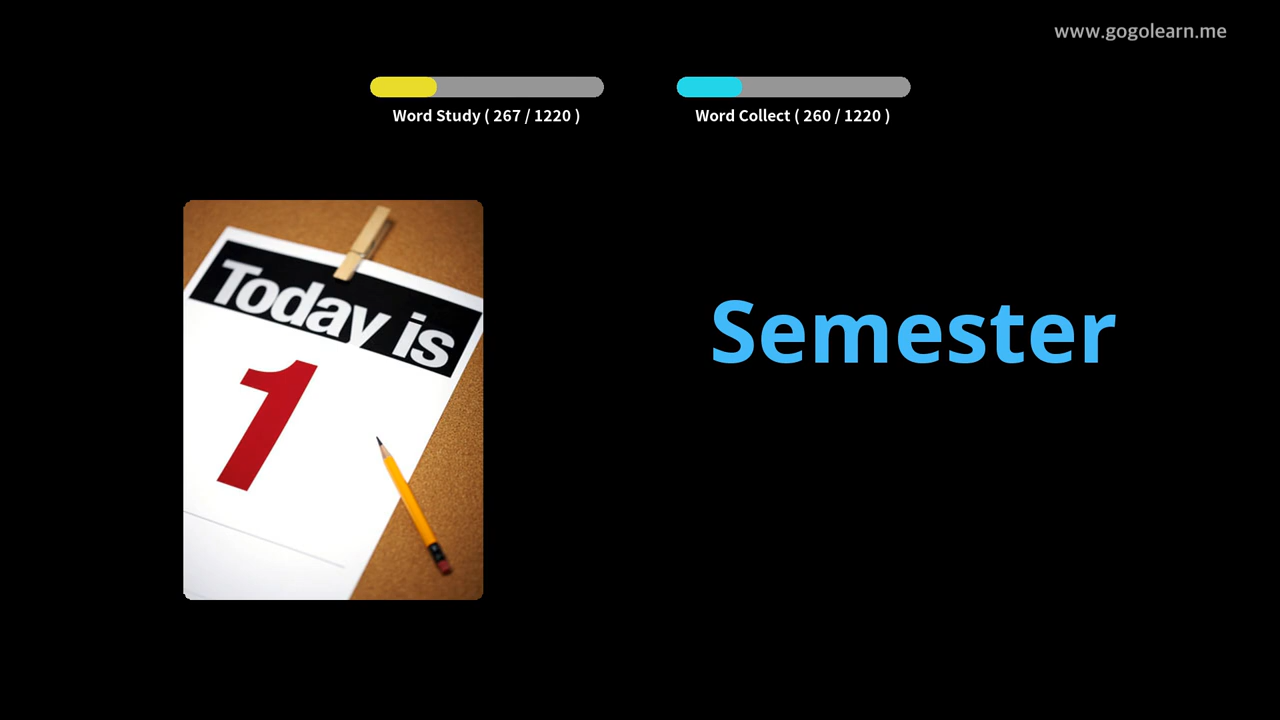 www.gogolearn.me
Word Study ( 267 / 1220 )
Word Collect ( 260 / 1220 )
Today is
1
Semester